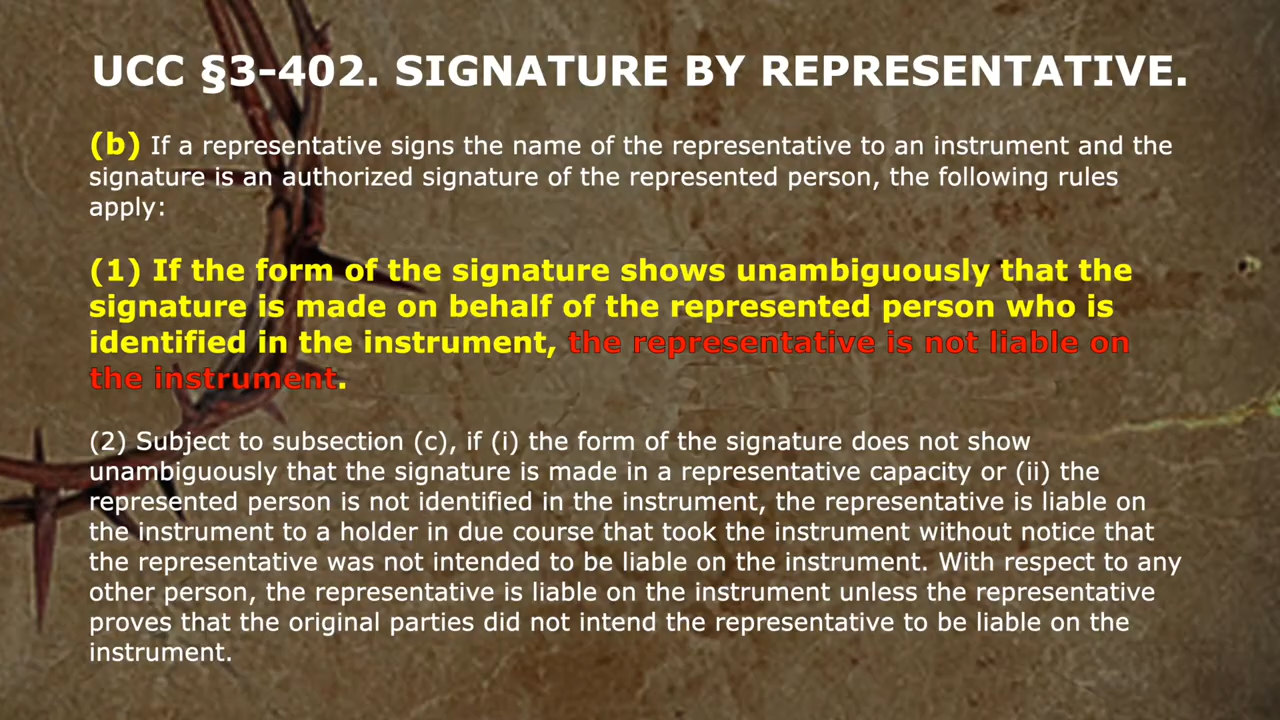 UCC §3-402. SIGNATURE BY REPRESENTATIVE.
(b) If a representative signs the name of the representative to an instrument and the
signature is an authorized signature of the represented person, the following rules
apply:
(1) If the form of the signature shows unambiguously that the
signature is made on behalf of the represented person who is
identified in the instrument, the representative is not liable on
the instrument.
(2) Subject to subsection (c), if (i) the form of the signature does not show
unambiguously that the signature is made in a representative capacity or (ii) the
represented person is not identified in the instrument, the representative is liable on
the instrument to a holder in due course that took the instrument without notice that
the representative was not intended to be liable on the instrument. With respect to any
other person, the representative is liable on the instrument unless the representative
proves that the original parties did not intend the representative to be liable on the
instrument.